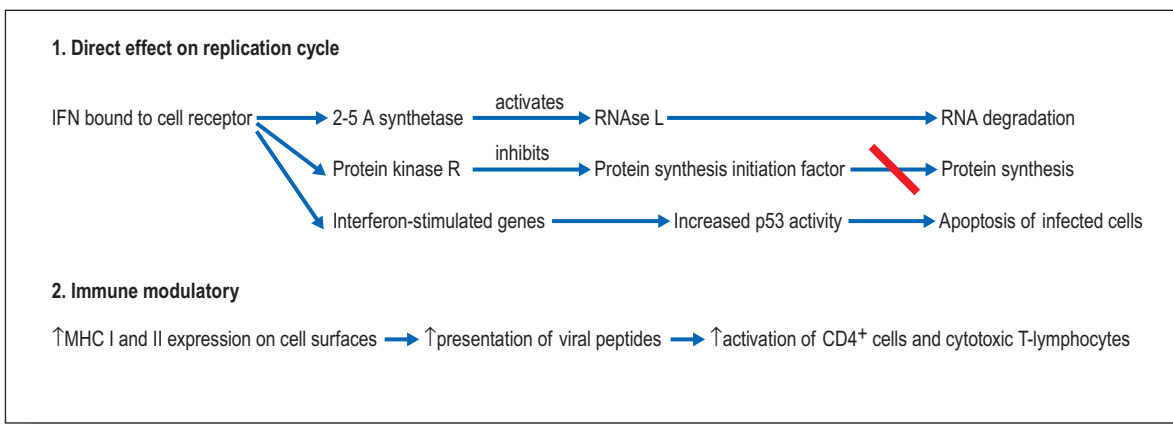 1. Direct effect on replication cycle
activates
IFN bound to cell receptor 2-5 A synthetase RNAse L RNA degradation
inhibits
Protein kinase R Protein synthesis initiation factor Protein synthesis
Interferon-stimulated genes Increased p53 activity Apoptosis of infected cells
2. Immune modulatory
↑MHC I and II expression on cell surfaces ↑presentation of viral peptides ↑activation of CD4⁺ cells and cytotoxic T-lymphocytes